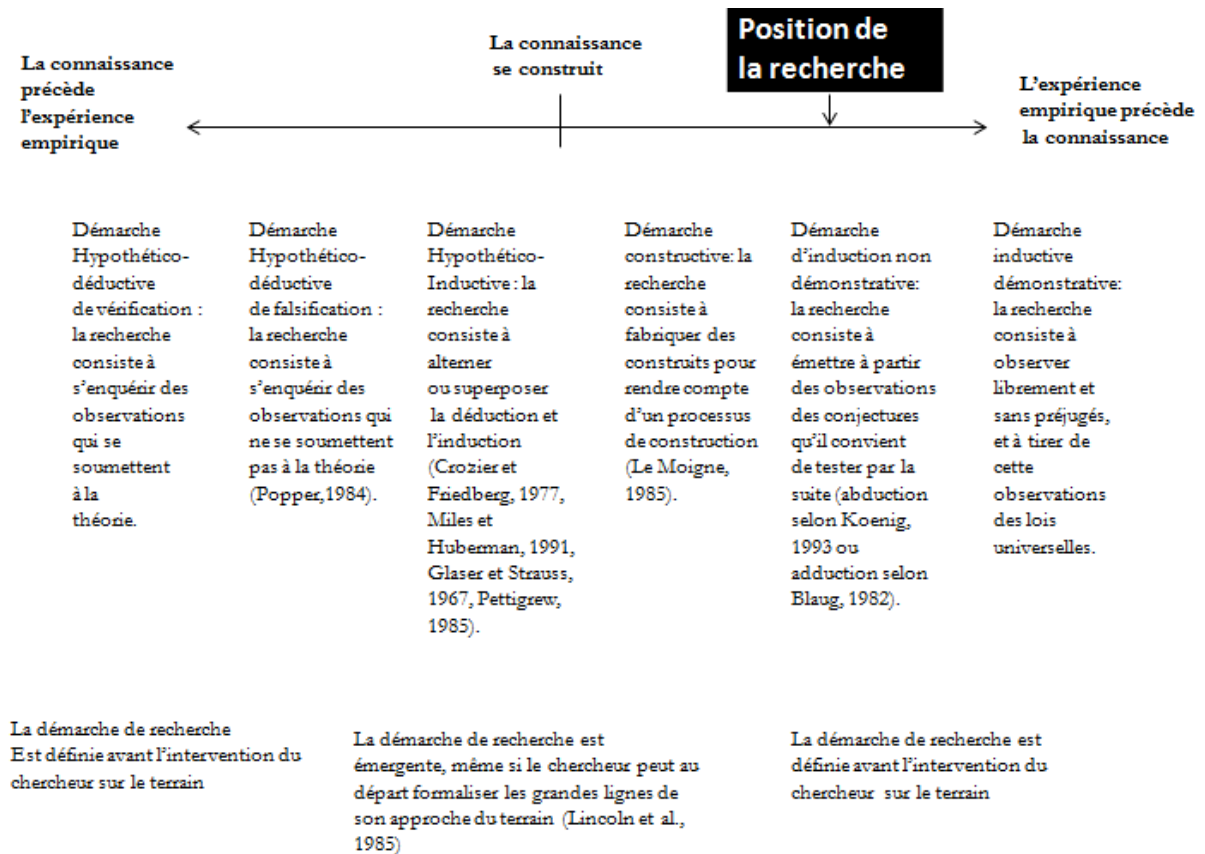 La connaissance
précède
l'expérience
empirique
La connaissance
se construit
Position de
la recherche
L'expérience
empirique précède
la connaissance
Démarche
Hypothético-
déductive
de vérification :
la recherche
consiste à
s'enquérir des
observations
qui se
soumettent
à la
théorie.
Démarche
Hypothético-
déductive
de falsification :
la recherche
consiste à
s'enquérir des
observations qui
ne se soumettent
pas à la théorie
(Popper,1984).
Démarche
Hypothético-
Inductive : la
recherche
consiste à
alterner
ou superposer
la déduction et
l'induction
(Crozier et
Friedberg, 1977,
Miles et
Huberman, 1991,
Glaser et Strauss,
1967, Pettigrew,
1985).
Démarche
constructive: la
recherche
consiste à
fabriquer des
construits pour
rendre compte
d'un processus
de construction
(Le Moigne,
1985).
Démarche
d'induction non
démonstrative:
la recherche
consiste à
émettre à partir
des observations
des conjectures
qu'il convient
de tester par la
suite (abduction
selon Koenig,
1993 ou
adduction selon
Blaug, 1982).
Démarche
inductive
démonstrative:
la recherche
consiste à
observer
librement et
sans préjugés,
et à tirer de
cette
observations
des lois
universelles.
La démarche de recherche
Est définie avant l'intervention du
chercheur sur le terrain
La démarche de recherche est
émergente, même si le chercheur peut au
départ formaliser les grandes lignes de
son approche du terrain (Lincoln et al.,
1985)
La démarche de recherche est
définie avant l'intervention du
chercheur sur le terrain